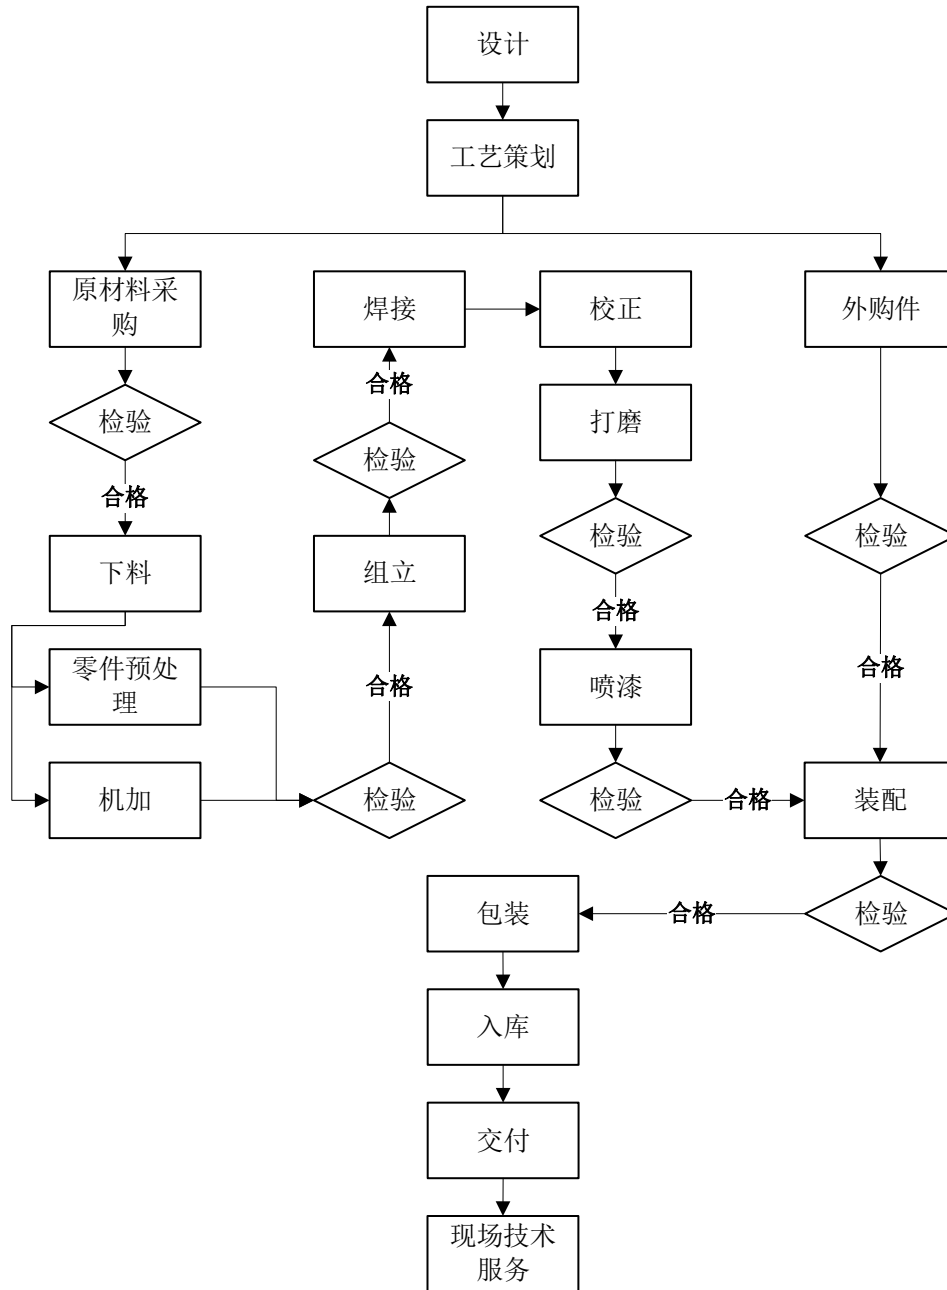 设计
工艺策划
原材料采
购
检验
合格
下料
零件预处
理
机加
检验
合格
组立
检验
合格
焊接
校正
打磨
检验
合格
喷漆
检验
合格
外购件
检验
合格
装配
检验
合格
包装
入库
交付
现场技术
服务